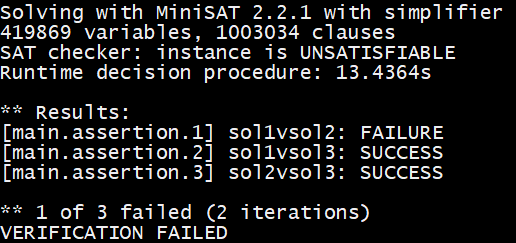 Solving with MiniSAT 2.2.1 with simplifier
419869 variables, 1003034 clauses
SAT checker: instance is UNSATISFIABLE
Runtime decision procedure: 13.4364s
** Results:
[main.assertion.1] sol1vsol2: FAILURE
[main.assertion.2] sol1vsol3: SUCCESS
[main.assertion.3] sol2vsol3: SUCCESS
** 1 of 3 failed (2 iterations)
VERIFICATION FAILED